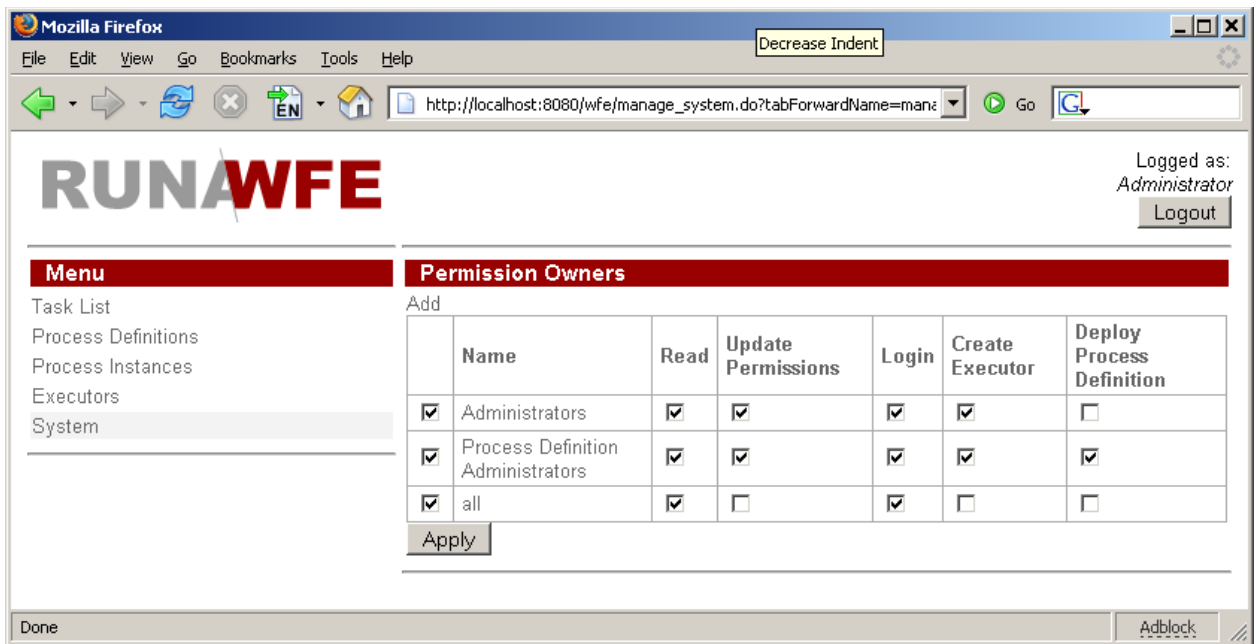 Mozilla Firefox
Decrease Indent
File Edit View Go Bookmarks Tools Help
EN
http://localhost:8080/wfe/manage_system.do?tabForwardName=mana
Go
G
RUNAWFE
Logged as:
Administrator
Logout
Menu
Task List
Process Definitions
Process Instances
Executors
System
Permission Owners
Add
Name Read Update Permissions Login Create Executor Deploy Process Definition
Administrators
Process Definition
Administrators
all
Apply
Done
Adblock